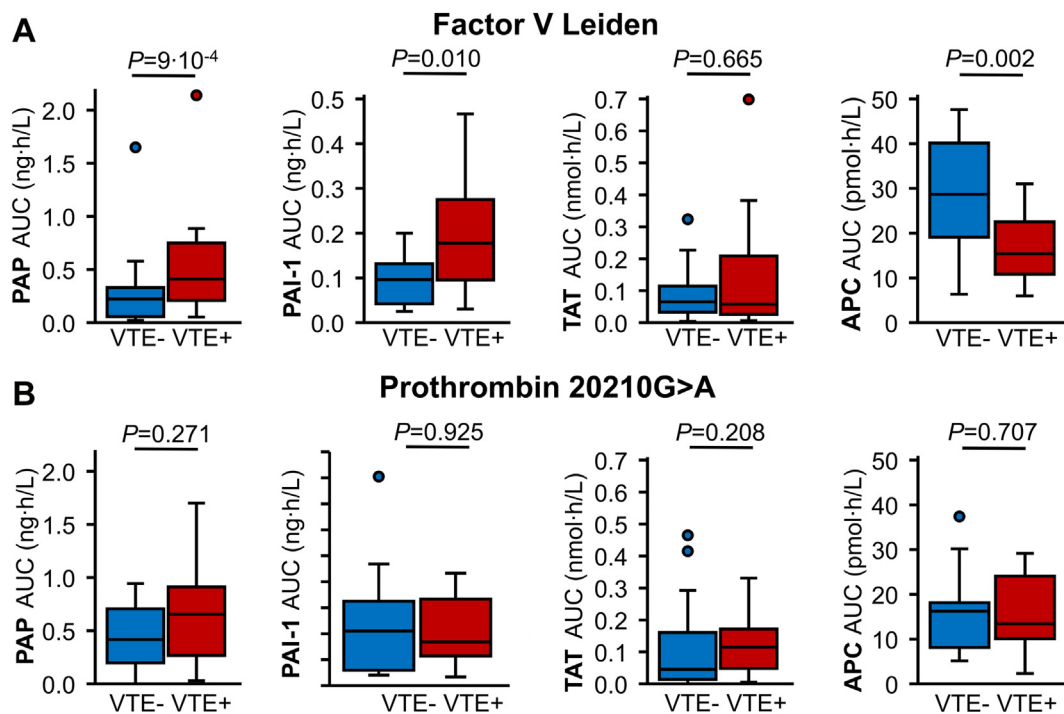 A
Factor V Leiden
P=9·10⁻⁴
P=0.010
P=0.665
P=0.002
PAP AUC (ng·h/L)
2.0
1.5
1.0
0.5
0.0
VTE- VTE+
PAI-1 AUC (ng·h/L)
0.5
0.4
0.3
0.2
0.1
0.0
VTE- VTE+
TAT AUC (nmol·h/L)
0.7
0.6
0.5
0.4
0.3
0.2
0.1
0.0
VTE- VTE+
APC AUC (pmol·h/L)
50
40
30
20
10
0
VTE- VTE+
B
Prothrombin 20210G>A
P=0.271
P=0.925
P=0.208
P=0.707
PAP AUC (ng·h/L)
2.0
1.5
1.0
0.5
0.0
VTE- VTE+
PAI-1 AUC (ng·h/L)
VTE- VTE+
TAT AUC (nmol·h/L)
0.7
0.6
0.5
0.4
0.3
0.2
0.1
0.0
VTE- VTE+
APC AUC (pmol·h/L)
50
40
30
20
10
0
VTE- VTE+